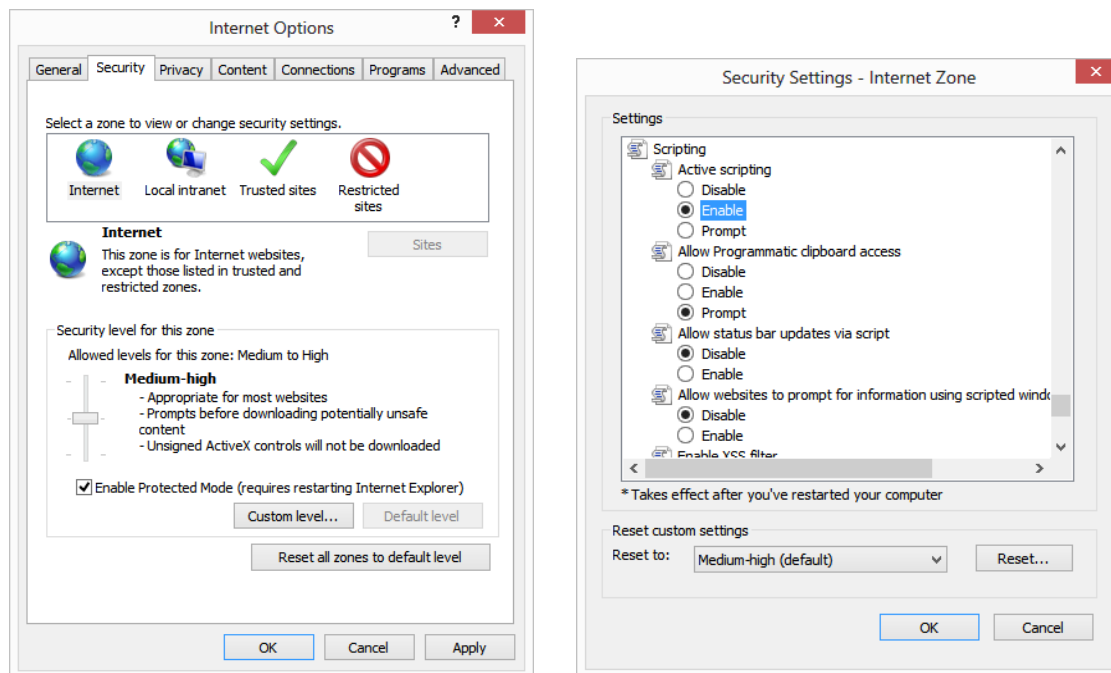 Internet Options
?
General Security Privacy Content Connections Programs Advanced
Select a zone to view or change security settings.
Internet Local intranet Trusted sites Restricted
sites
Internet
Sites
This zone is for Internet websites,
except those listed in trusted and
restricted zones.
Security level for this zone
Allowed levels for this zone: Medium to High
Medium-high
- Appropriate for most websites
- Prompts before downloading potentially unsafe
content
- Unsigned ActiveX controls will not be downloaded
Enable Protected Mode (requires restarting Internet Explorer)
Custom level... Default level
Reset all zones to default level
OK Cancel Apply
Security Settings - Internet Zone
Settings
Scripting
Active scripting
Disable
Enable
Prompt
Allow Programmatic clipboard access
Disable
Enable
Prompt
Allow status bar updates via script
Disable
Enable
Allow websites to prompt for information using scripted windo
Disable
Enable
Enable XSS filter
* Takes effect after you've restarted your computer
Reset custom settings
Reset to: Medium-high (default) Reset...
OK Cancel